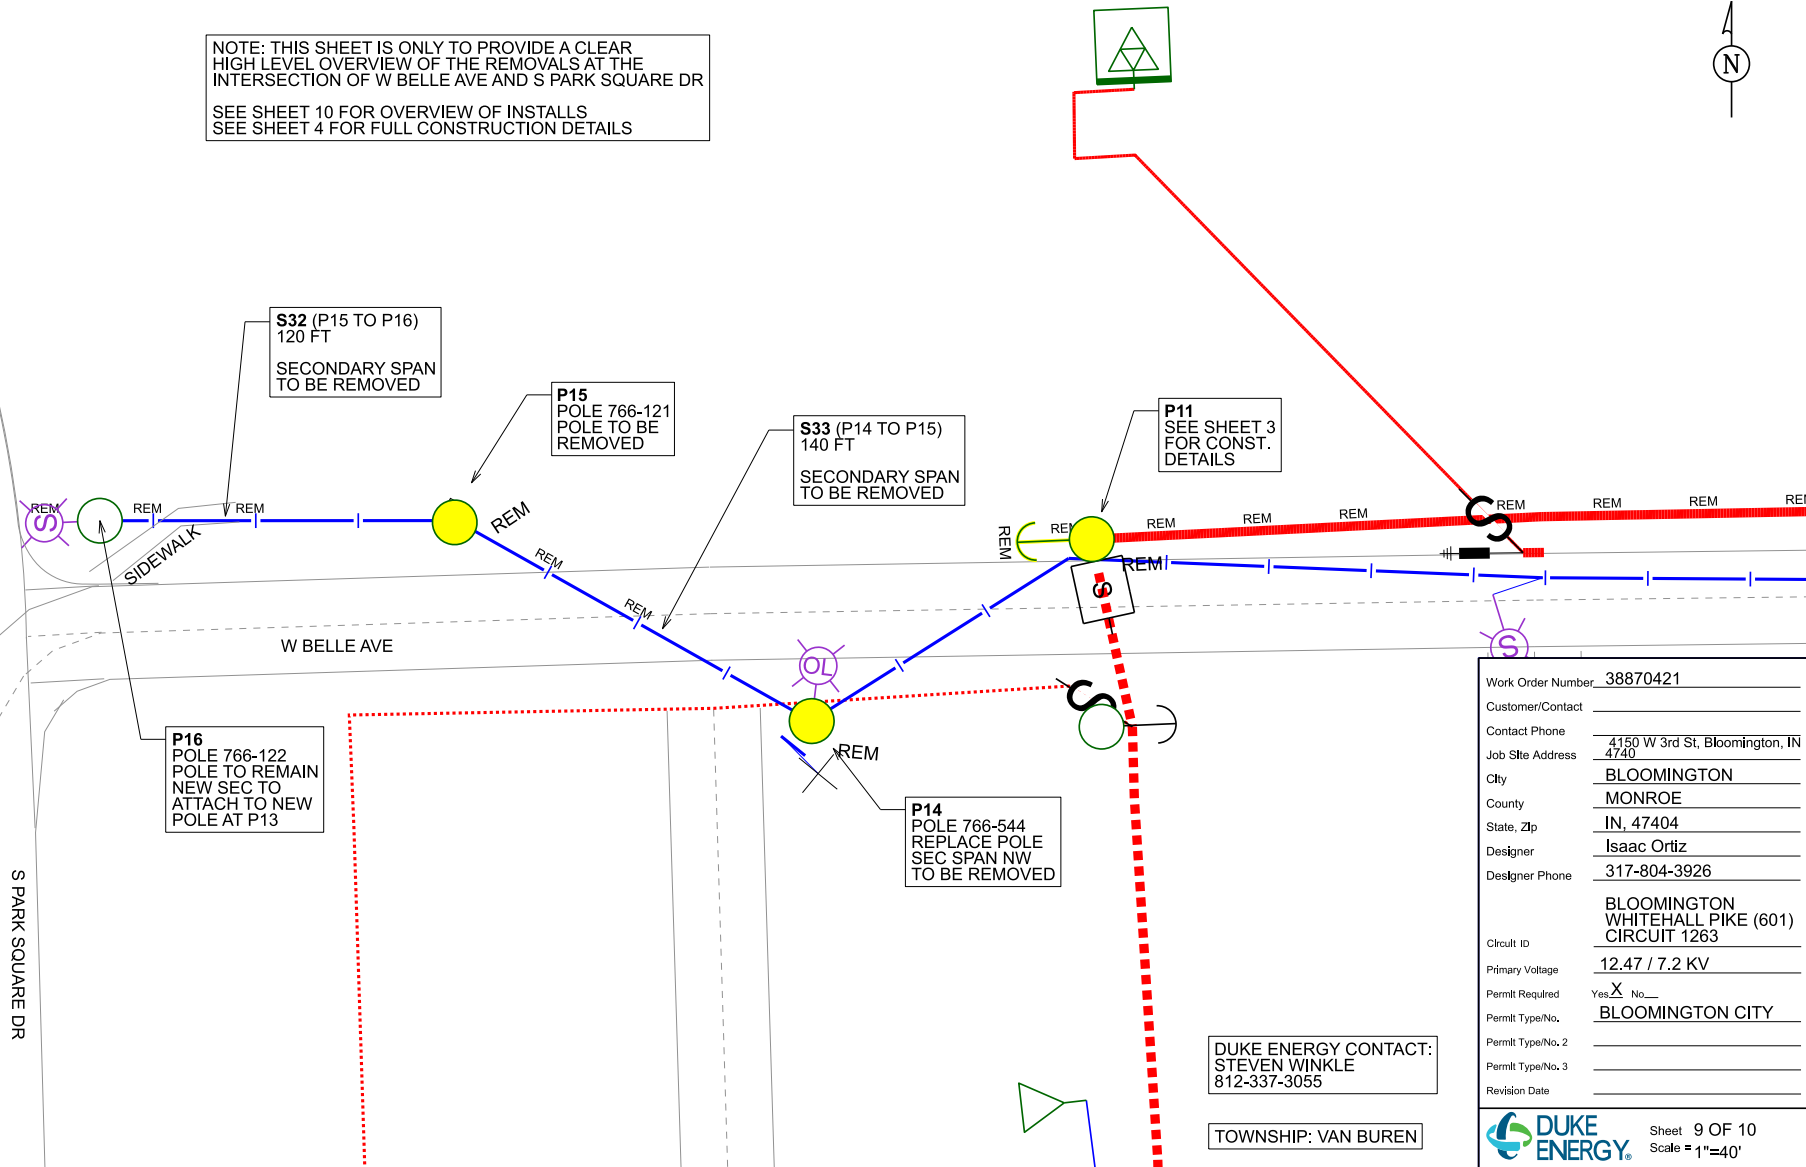 NOTE: THIS SHEET IS ONLY TO PROVIDE A CLEAR
HIGH LEVEL OVERVIEW OF THE REMOVALS AT THE
INTERSECTION OF W BELLE AVE AND S PARK SQUARE DR
SEE SHEET 10 FOR OVERVIEW OF INSTALLS
SEE SHEET 4 FOR FULL CONSTRUCTION DETAILS
N
S32 (P15 TO P16)
120 FT
SECONDARY SPAN
TO BE REMOVED
P15
POLE 766-121
POLE TO BE
REMOVED
S33 (P14 TO P15)
140 FT
SECONDARY SPAN
TO BE REMOVED
P11
SEE SHEET 3
FOR CONST.
DETAILS
REM
S
REM
REM
REM
SIDEWALK
REM
REM
REM
REM
REM
REM
REM
REM
REM
REM
REM
REM
REM
S
S
W BELLE AVE
OL
S
S
REM
P16
POLE 766-122
POLE TO REMAIN
NEW SEC TO
ATTACH TO NEW
POLE AT P13
P14
POLE 766-544
REPLACE POLE
SEC SPAN NW
TO BE REMOVED
S PARK SQUARE DR
DUKE ENERGY CONTACT:
STEVEN WINKLE
812-337-3055
TOWNSHIP: VAN BUREN
Work Order Number 38870421
Customer/Contact
Contact Phone
Job Site Address 4150 W 3rd St, Bloomington, IN
4740
City BLOOMINGTON
County MONROE
State, Zip IN, 47404
Designer Isaac Ortiz
Designer Phone 317-804-3926
BLOOMINGTON
WHITEHALL PIKE (601)
Circuit ID CIRCUIT 1263
Primary Voltage 12.47 / 7.2 KV
Permit Required Yes X No
Permit Type/No. BLOOMINGTON CITY
Permit Type/No. 2
Permit Type/No. 3
Revision Date
DUKE
ENERGY®
Sheet 9 OF 10
Scale = 1"=40'